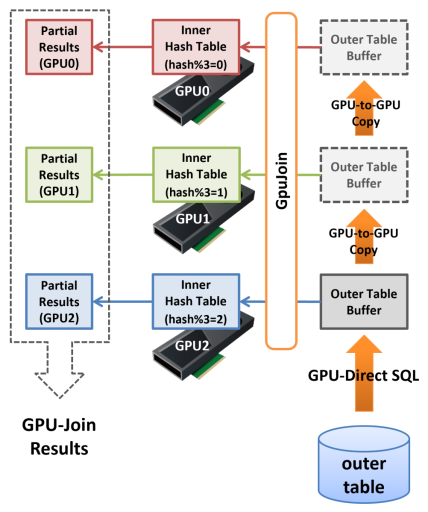 Partial
Results
(GPU0)
Inner
Hash Table
(hash%3=0)
GPU0
Outer Table
Buffer
GPU-to-GPU
Copy
Partial
Results
(GPU1)
Inner
Hash Table
(hash%3=1)
GPU1
GpuJoin
Outer Table
Buffer
GPU-to-GPU
Copy
Partial
Results
(GPU2)
Inner
Hash Table
(hash%3=2)
GPU2
Outer Table
Buffer
GPU-Direct SQL
GPU-Join
Results
outer
table